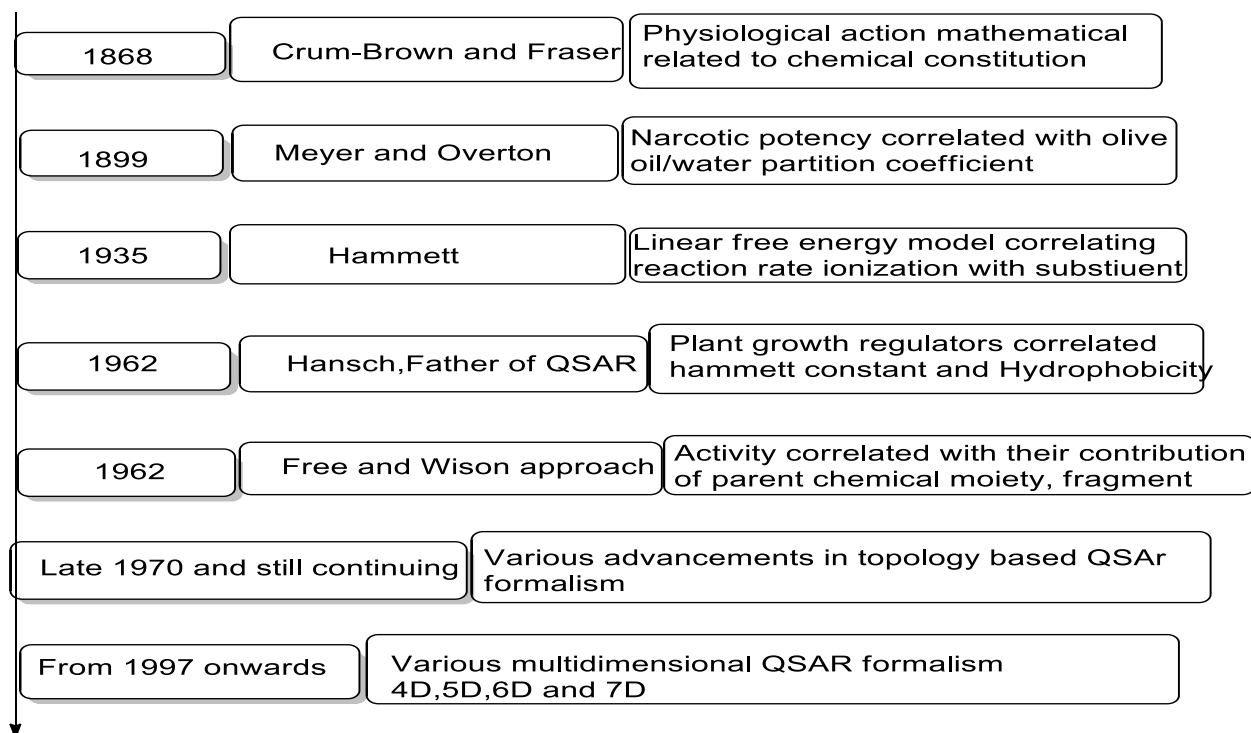 1868
Crum-Brown and Fraser
Physiological action mathematical
related to chemical constitution
1899
Meyer and Overton
Narcotic potency correlated with olive
oil/water partition coefficient
1935
Hammett
Linear free energy model correlating
reaction rate ionization with substiuent
1962
Hansch,Father of QSAR
Plant growth regulators correlated
hammett constant and Hydrophobicity
1962
Free and Wison approach
Activity correlated with their contribution
of parent chemical moiety, fragment
Late 1970 and still continuing
Various advancements in topology based QSAr
formalism
From 1997 onwards
Various multidimensional QSAR formalism
4D,5D,6D and 7D